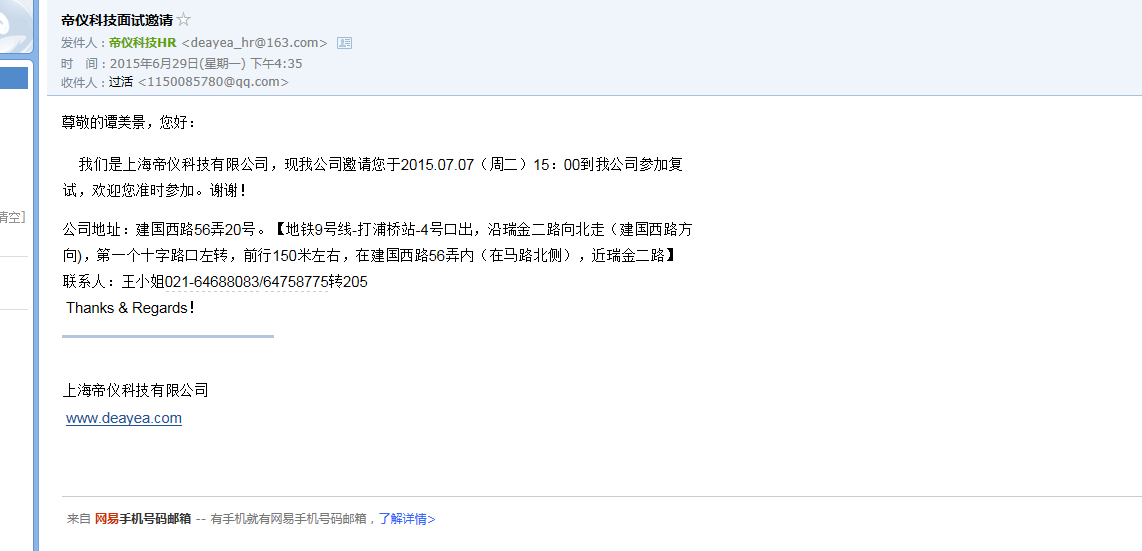 帝仪科技面试邀请
发件人：帝仪科技HR <deayea_hr@163.com>
时 间：2015年6月29日(星期一) 下午4:35
收件人：过活 <1150085780@qq.com>
尊敬的谭美景，您好：
我们是上海帝仪科技有限公司，现我公司邀请您于2015.07.07（周二）15：00到我公司参加复
试，欢迎您准时参加。谢谢！
清空]
公司地址：建国西路56弄20号。【地铁9号线-打浦桥站-4号口出，沿瑞金二路向北走（建国西路方
向)，第一个十字路口左转，前行150米左右，在建国西路56弄内（在马路北侧），近瑞金二路】
联系人：王小姐021-64688083/64758775转205
Thanks & Regards！
上海帝仪科技有限公司
www.deayea.com
来自 网易手机号码邮箱 -- 有手机就有网易手机号码邮箱，了解详情>